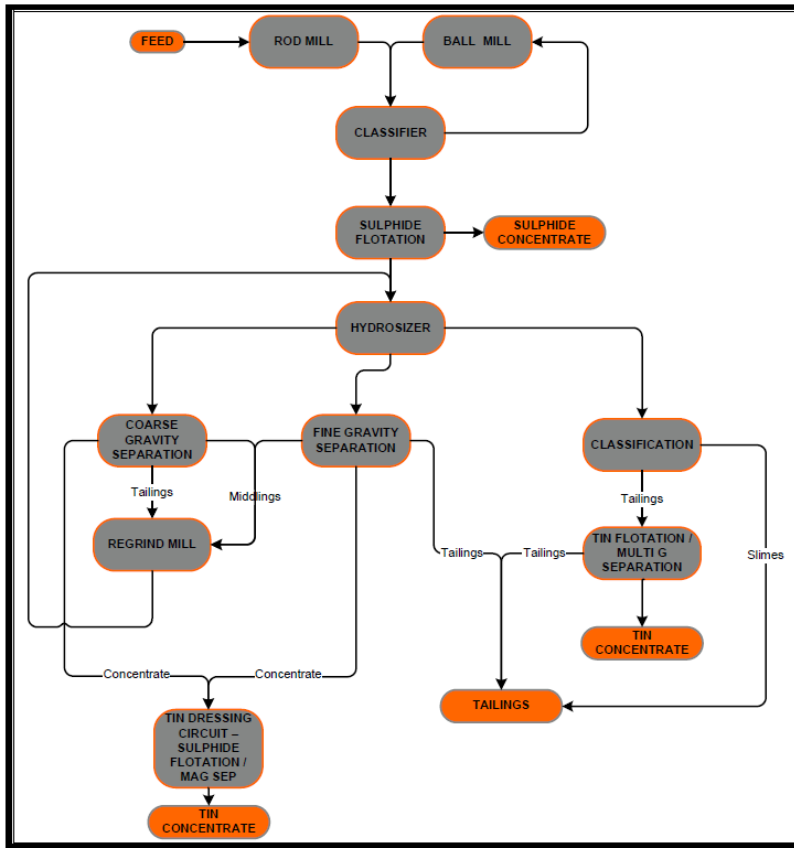 FEED
ROD MILL
BALL MILL
CLASSIFIER
SULPHIDE
FLOTATION
SULPHIDE
CONCENTRATE
HYDROSIZER
COARSE
GRAVITY
SEPARATION
FINE GRAVITY
SEPARATION
CLASSIFICATION
Tailings
Middlings
Tailings
REGRIND MILL
TIN FLOTATION /
MULTI G
SEPARATION
Tailings
Tailings
Slimes
TIN
CONCENTRATE
Concentrate
Concentrate
TAILINGS
TIN DRESSING
CIRCUIT –
SULPHIDE
FLOTATION /
MAG SEP
TIN
CONCENTRATE